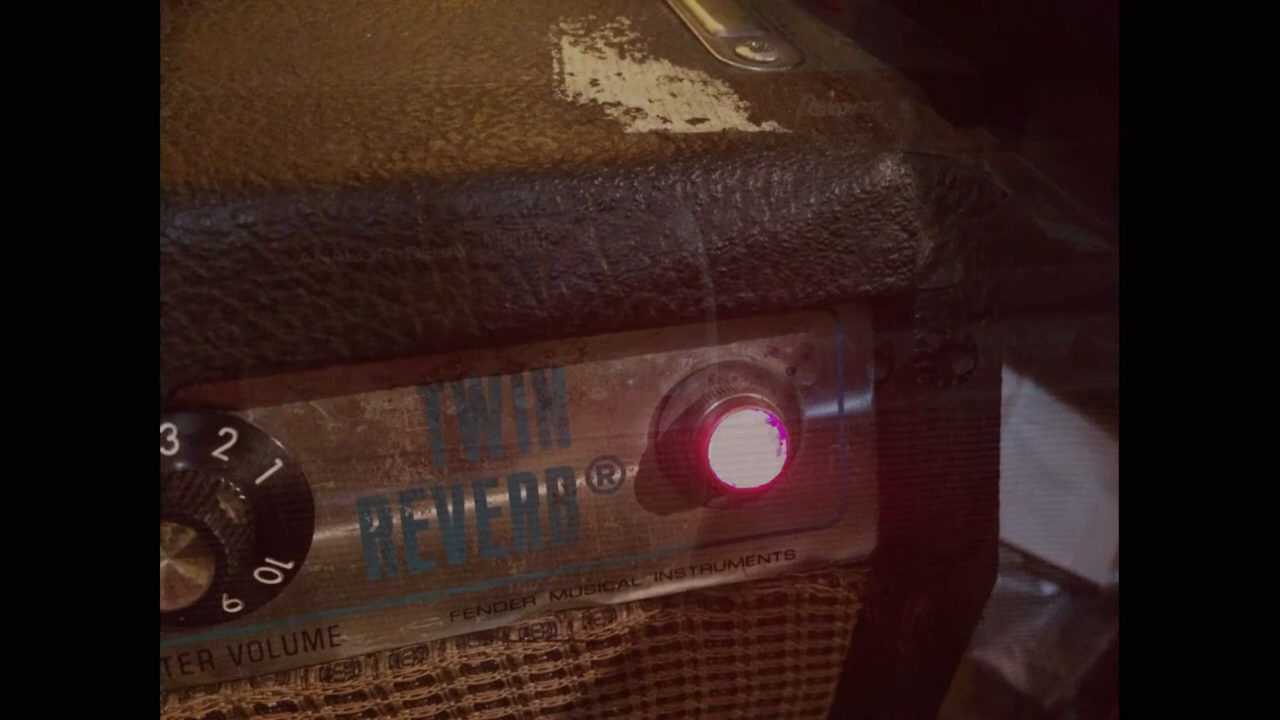 3 2 1
10
9
TWIN
REVERB®
FENDER MUSICAL INSTRUMENTS
TER VOLUME